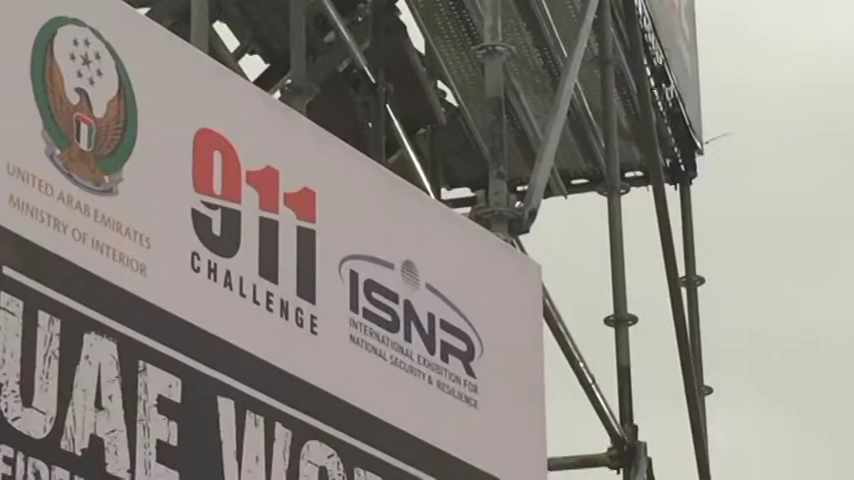 UNITED ARAB EMIRATES
MINISTRY OF INTERIOR
911
CHALLENGE
ISNR
INTERNATIONAL EXHIBITION FOR
NATIONAL SECURITY & RESILIENCE
UAE